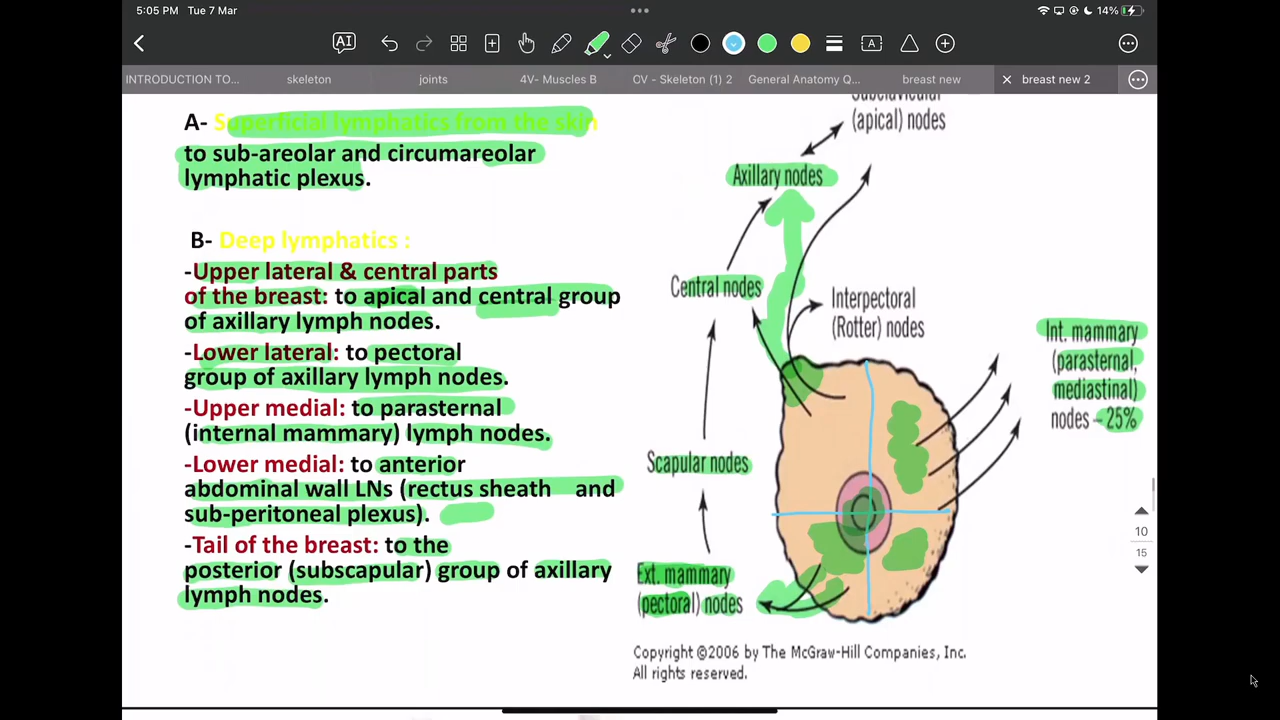 5:05 PM Tue 7 Mar
14%
AI
A
INTRODUCTION TO...
skeleton
joints
4V- Muscles B
CV - Skeleton (1) 2
General Anatomy Q...
breast new
breast new 2
A- Superficial lymphatics from the skin
to sub-areolar and circumareolar
lymphatic plexus.
B- Deep lymphatics :
-Upper lateral & central parts
of the breast: to apical and central group
of axillary lymph nodes.
-Lower lateral: to pectoral
group of axillary lymph nodes.
-Upper medial: to parasternal
(internal mammary) lymph nodes.
-Lower medial: to anterior
abdominal wall LNs (rectus sheath and
sub-peritoneal plexus).
-Tail of the breast: to the
posterior (subscapular) group of axillary
lymph nodes.
Subclavicular
(apical) nodes
Axillary nodes
Central nodes
Interpectoral
(Rotter) nodes
Int. mammary
(parasternal,
mediastinal)
nodes – 25%
Scapular nodes
Ext. mammary
(pectoral) nodes
10
15
Copyright @2006 by The McGraw-Hill Companies, Inc.
All rights reserved.